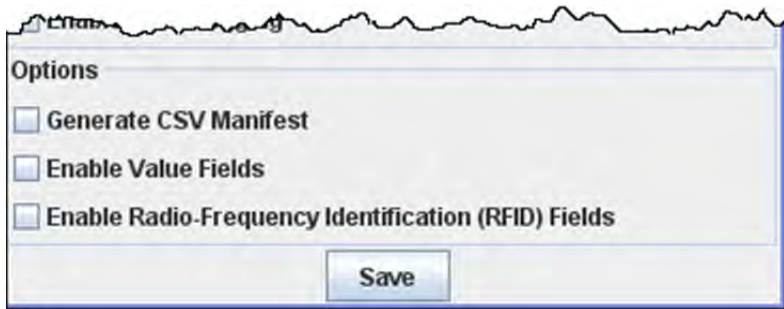 Options
Generate CSV Manifest
Enable Value Fields
Enable Radio-Frequency Identification (RFID) Fields
Save